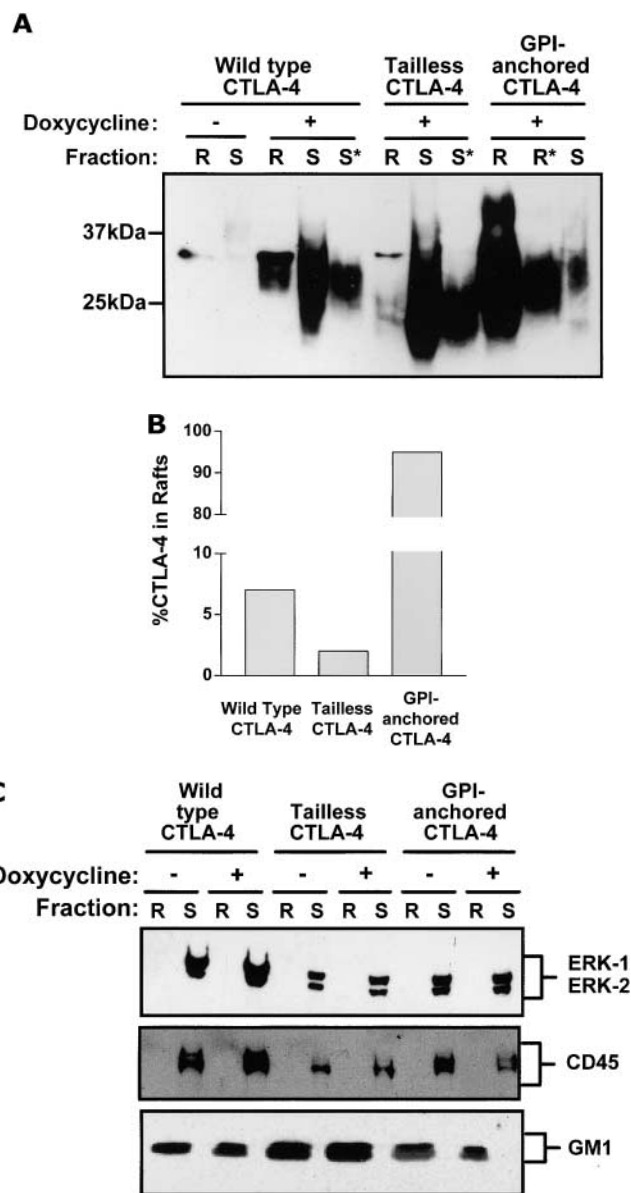 A
Wild type CTLA-4
Tailless CTLA-4
GPI-anchored CTLA-4
Doxycycline: - + + +
Fraction: R S R S S* R S S* R R* S
37kDa
25kDa
B
%CTLA-4 in Rafts
100
90
80
10
5
0
Wild Type CTLA-4
Tailless CTLA-4
GPI-anchored CTLA-4
C
Wild type CTLA-4
Tailless CTLA-4
GPI-anchored CTLA-4
Doxycycline: - + - + - +
Fraction: R S R S R S R S R S R S
ERK-1
ERK-2
CD45
GM1